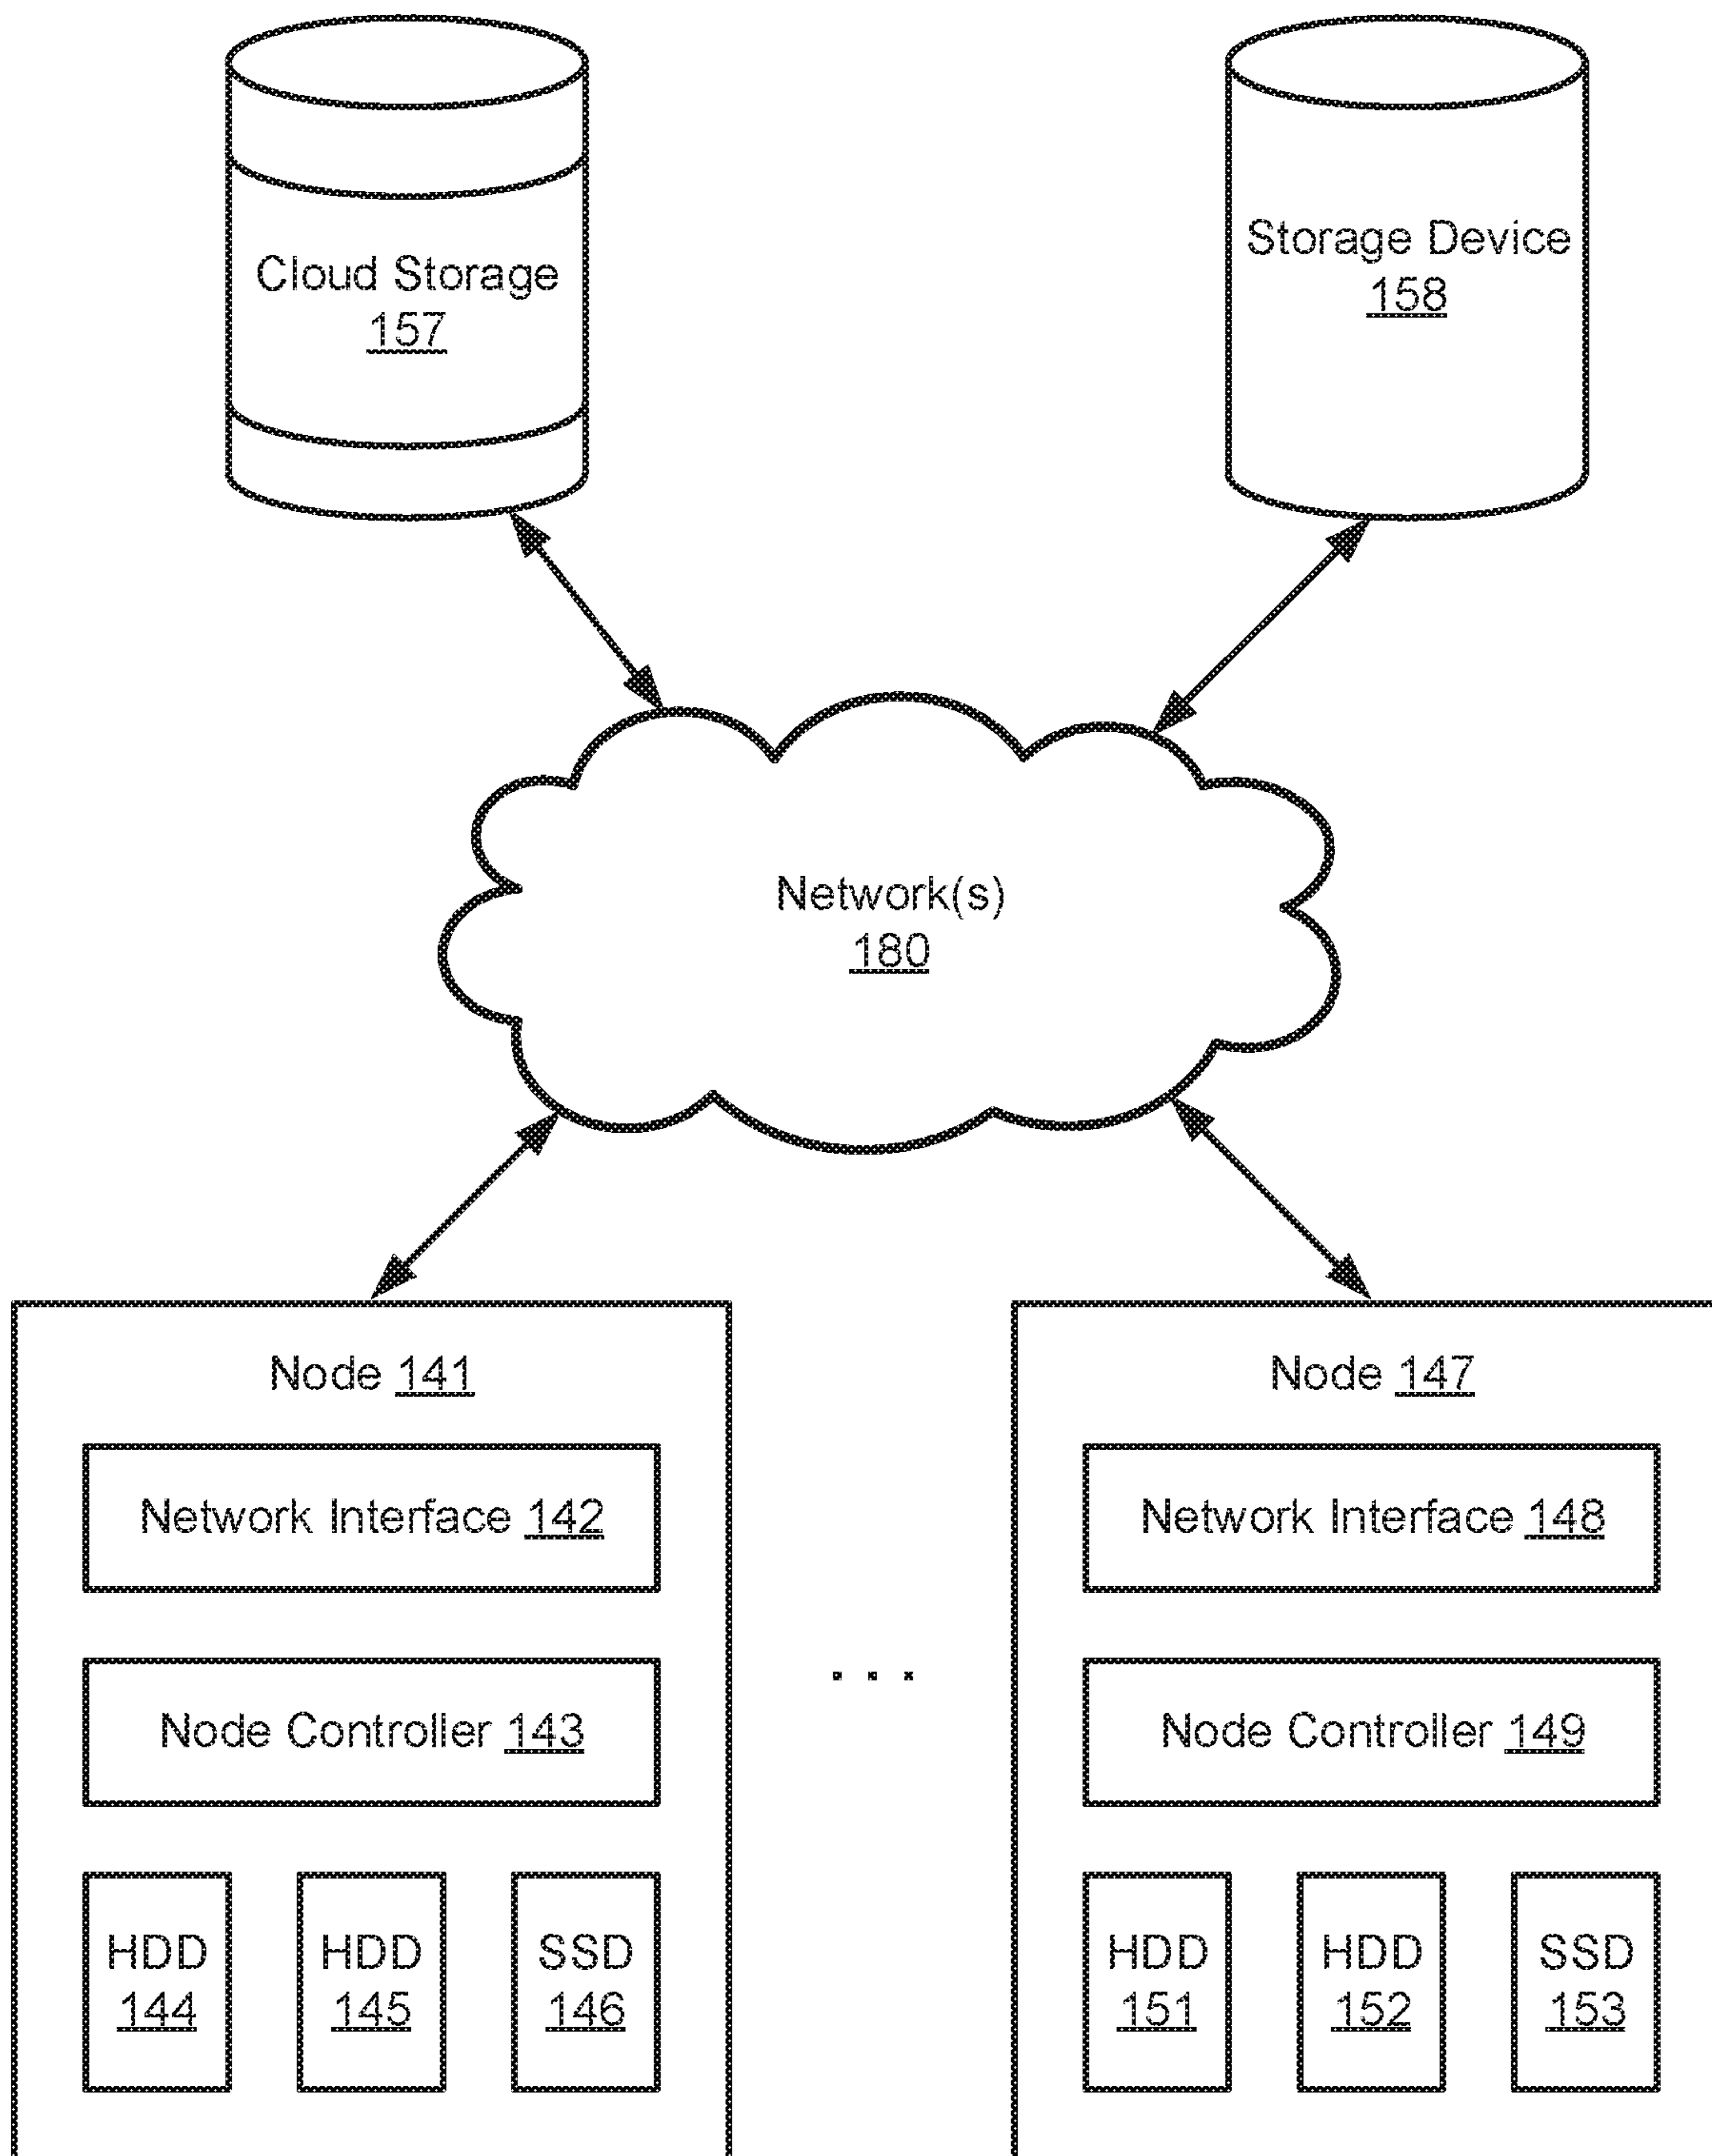 Cloud Storage
157
Storage Device
158
Network(s)
180
Node 141
Network Interface 142
Node Controller 143
HDD
144
HDD
145
SSD
146
. . .
Node 147
Network Interface 148
Node Controller 149
HDD
151
HDD
152
SSD
153